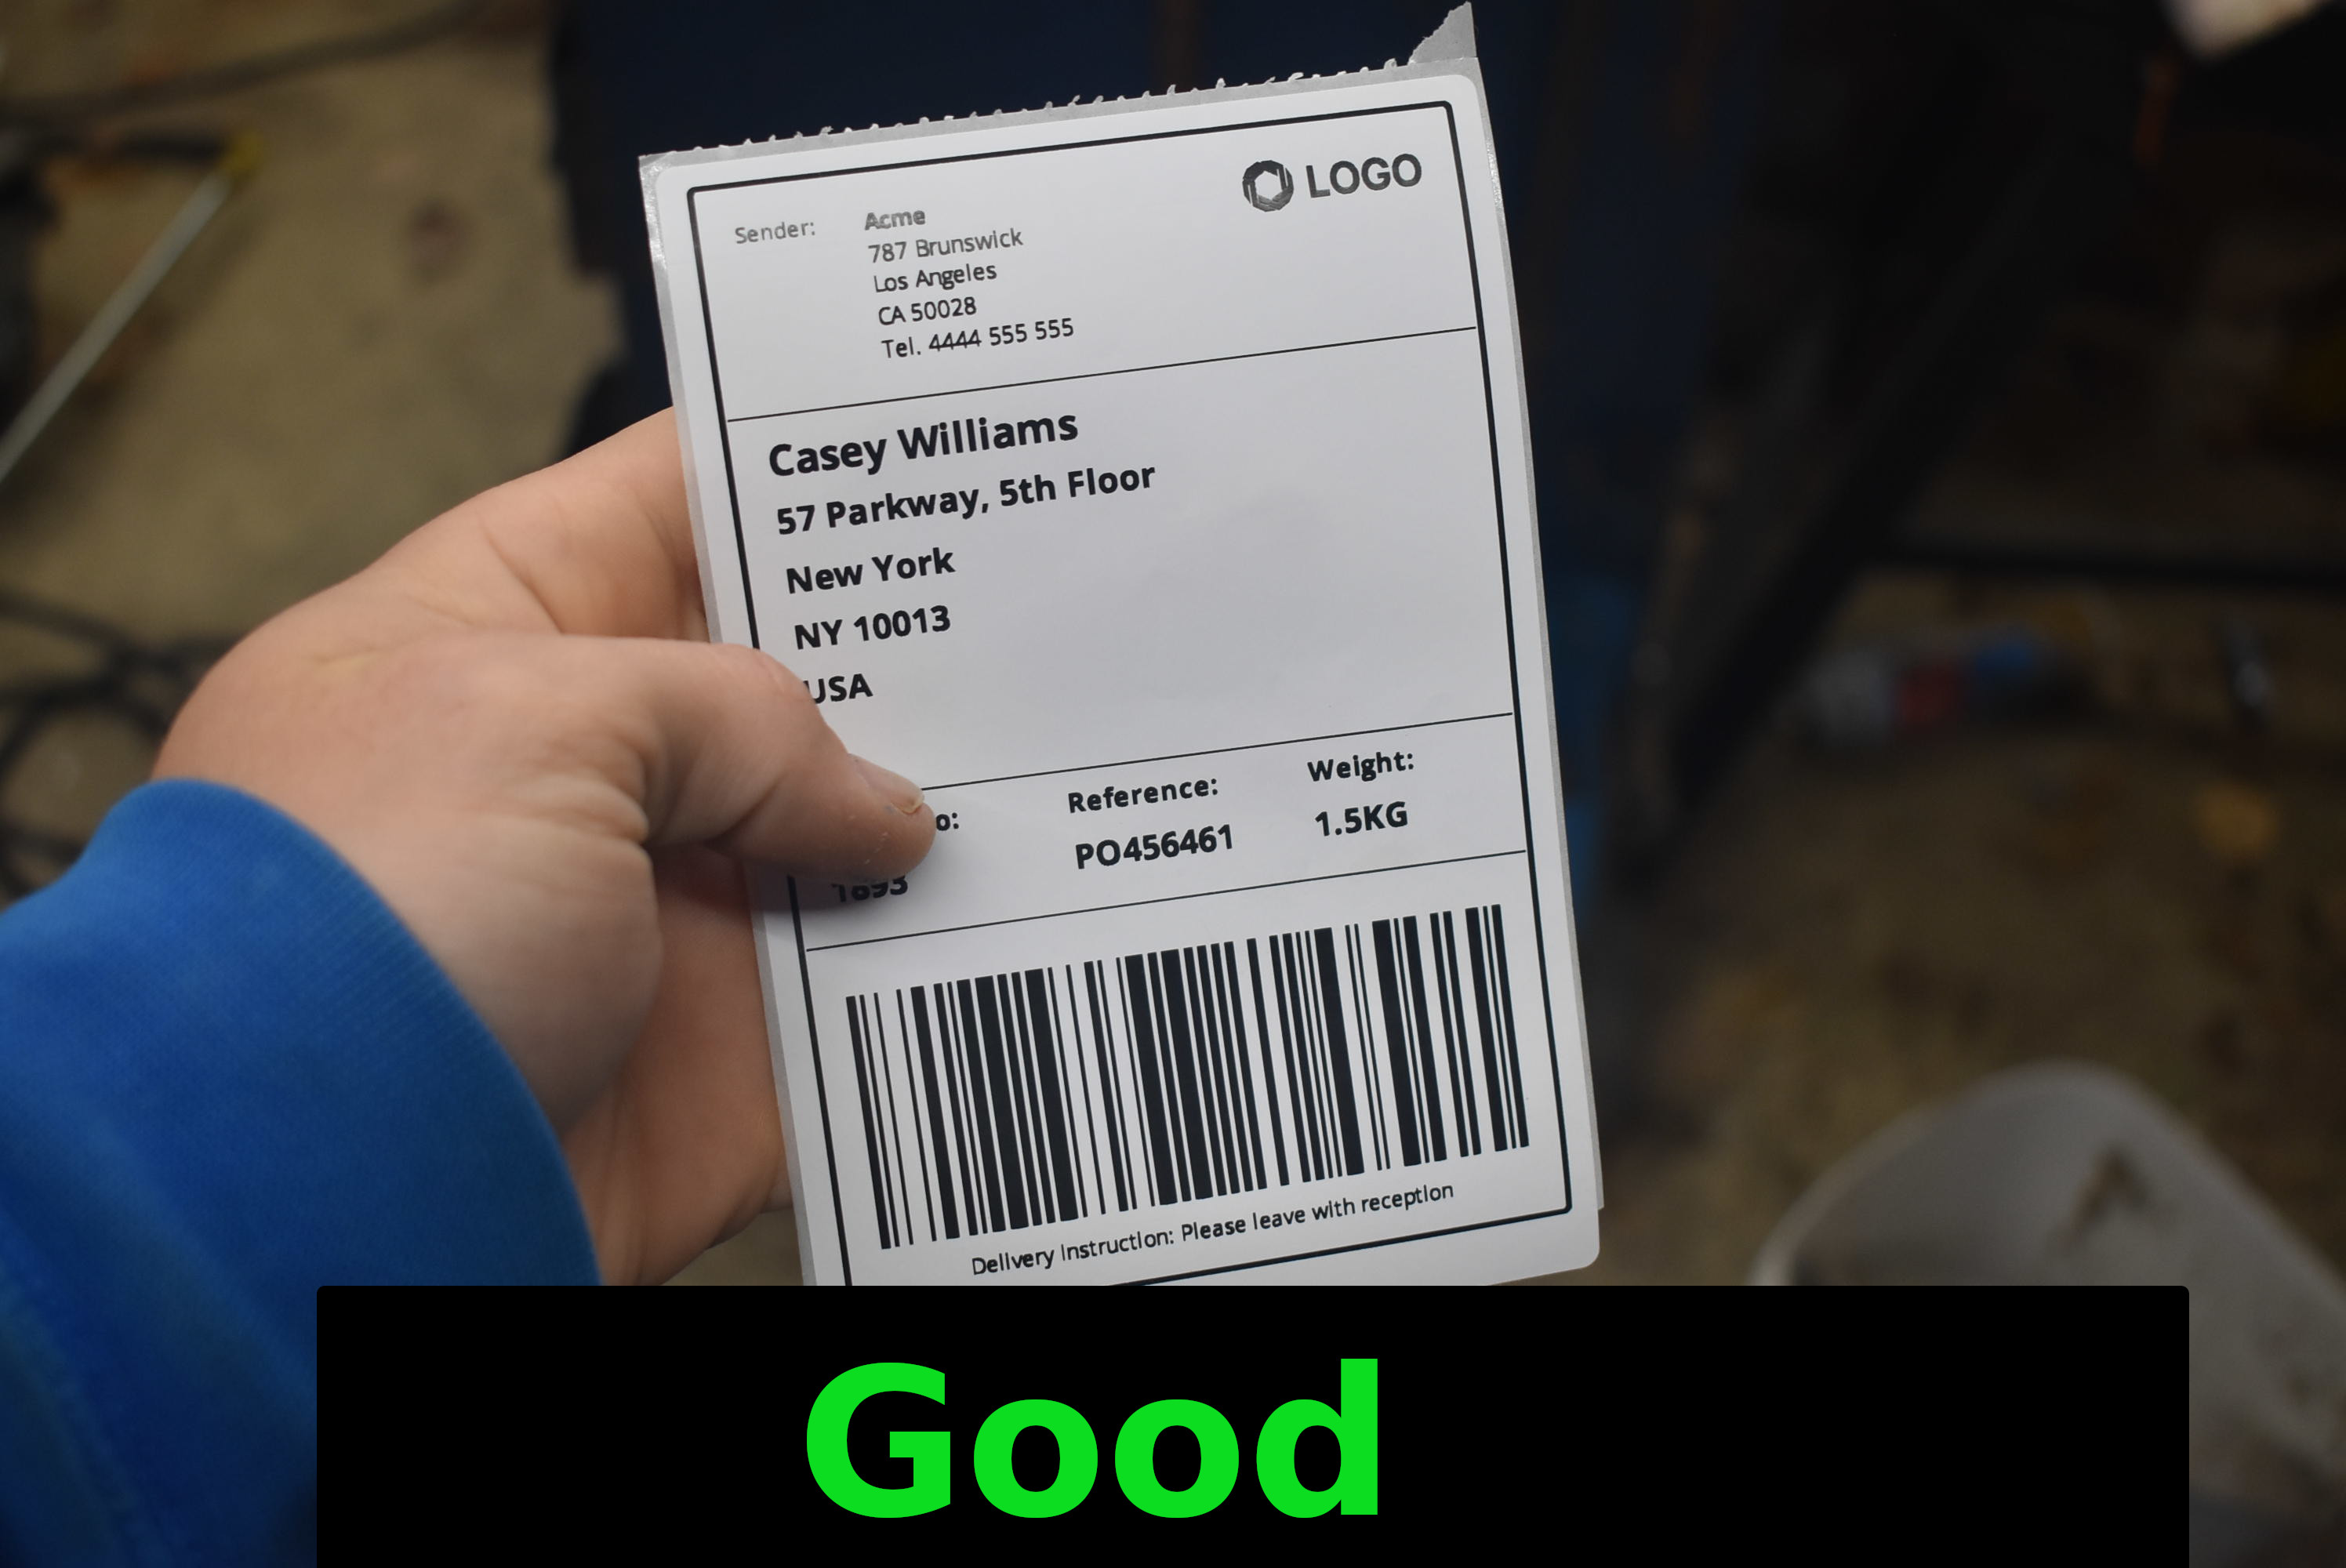 LOGO
Sender:
Acme
787 Brunswick
Los Angeles
CA 50028
Tel. 4444 555 555
Casey Williams
57 Parkway, 5th Floor
New York
NY 10013
USA
Reference:
Weight:
1893
PO456461
1.5KG
Delivery Instruction: Please leave with reception
Good